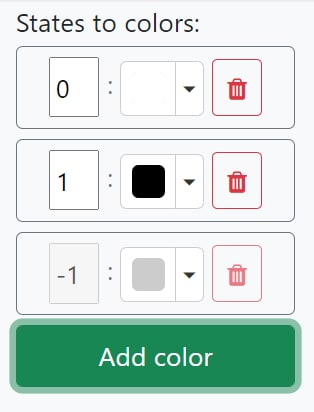 States to colors:
0 :
1 :
-1 :
Add color